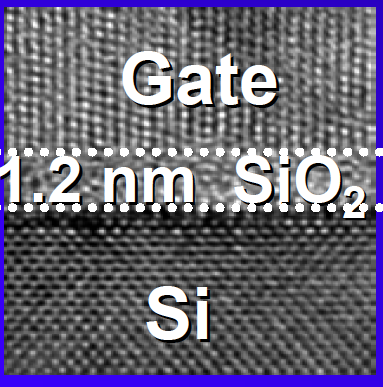 Gate
1.2 nm SiO₂
Si